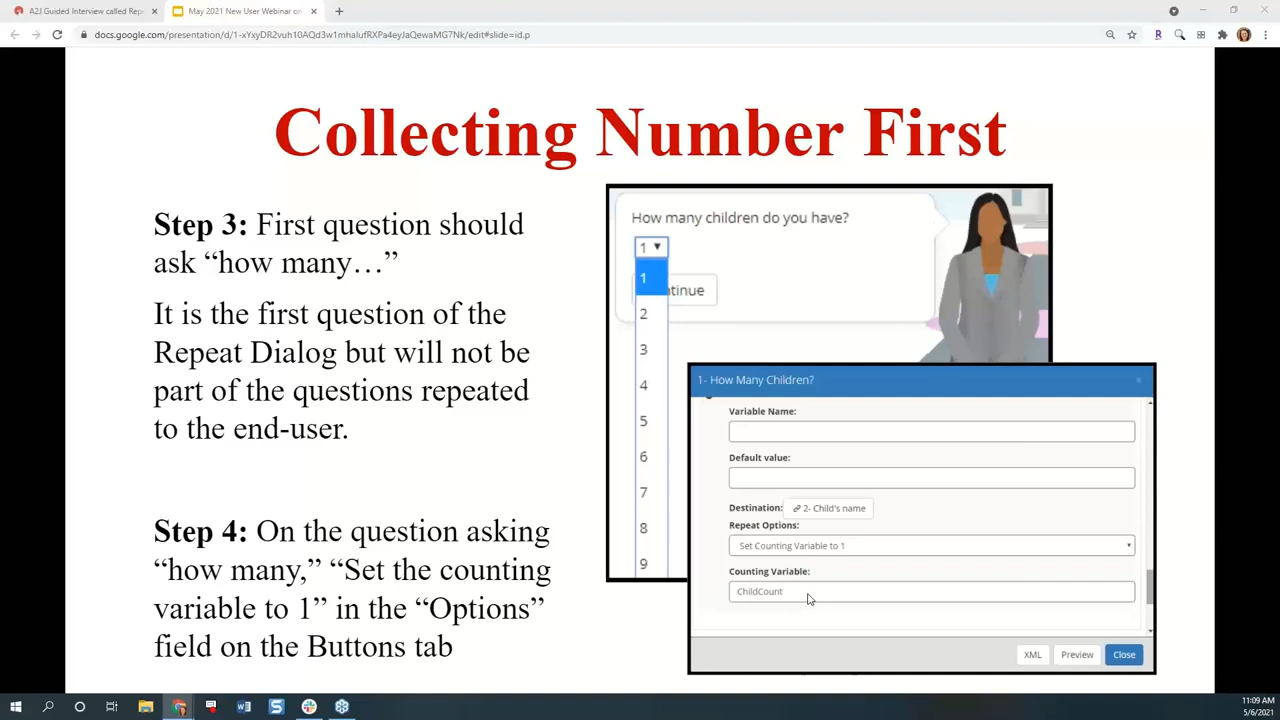 A2J Guided Interview called Rep
May 2021 New User Webinar on
docs.google.com/presentation/d/1-xYxyDR2vuh10AQd3w1mhalufRXPa4eyJaQewaMG7Nk/edit#slide=id.p
Collecting Number First
Step 3: First question should
ask “how many…”
It is the first question of the
Repeat Dialog but will not be
part of the questions repeated
to the end-user.
Step 4: On the question asking
“how many,” “Set the counting
variable to 1” in the “Options”
field on the Buttons tab
How many children do you have?
1
1
tinue
2
3
4
5
6
7
8
9
1- How Many Children?
Variable Name:
Default value:
Destination: 2- Child's name
Repeat Options:
Set Counting Variable to 1
Counting Variable:
ChildCount
XML Preview Close
11:09 AM
5/6/2021